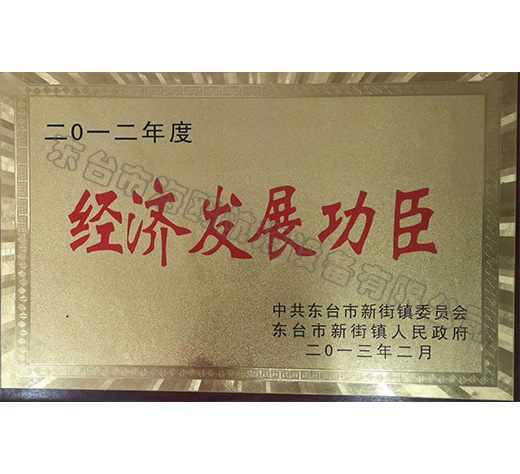 二0一二年度
经济发展功臣
中共东台市新街镇委员会
东台市新街镇人民政府
二0一三年二月